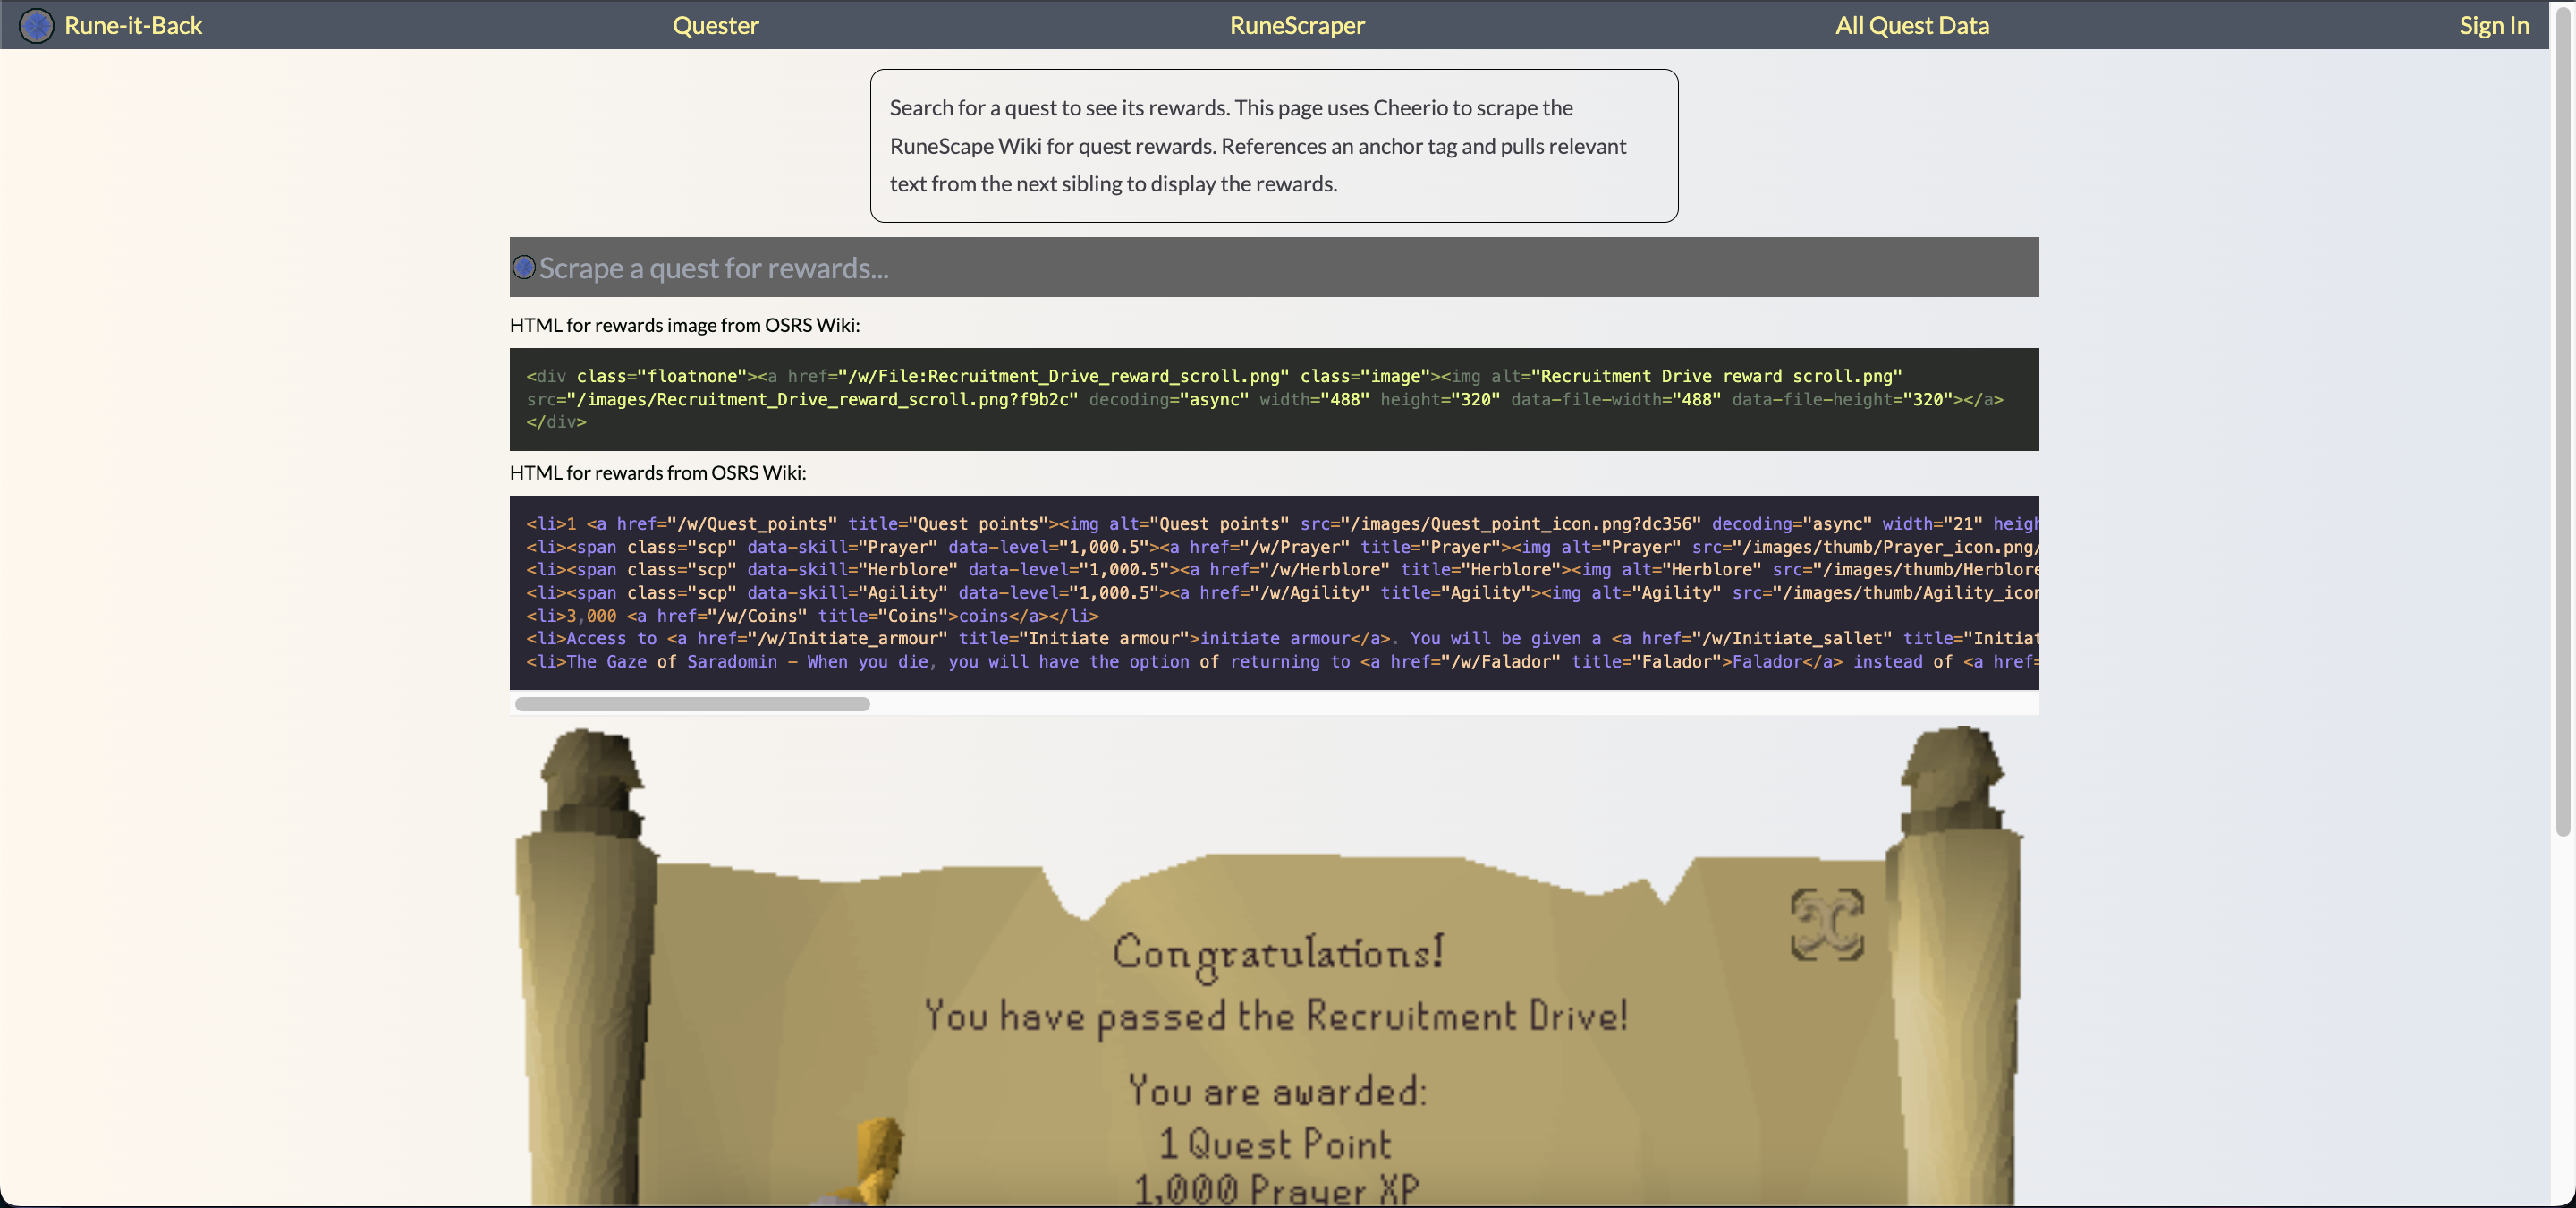 Rune-it-Back Quester RuneScraper All Quest Data Sign In
Search for a quest to see its rewards. This page uses Cheerio to scrape the
RuneScape Wiki for quest rewards. References an anchor tag and pulls relevant
text from the next sibling to display the rewards.
Scrape a quest for rewards...
HTML for rewards image from OSRS Wiki:
<div class="floatnone"><a href="/w/File:Recruitment_Drive_reward_scroll.png" class="image"><img alt="Recruitment Drive reward scroll.png"
src="/images/Recruitment_Drive_reward_scroll.png?f9b2c" decoding="async" width="488" height="320" data-file-width="488" data-file-height="320"></a>
</div>
HTML for rewards from OSRS Wiki:
<li>1 <a href="/w/Quest_points" title="Quest points"><img alt="Quest points" src="/images/Quest_point_icon.png?dc356" decoding="async" width="21" heigh
<li><span class="scp" data-skill="Prayer" data-level="1,000.5"><a href="/w/Prayer" title="Prayer"><img alt="Prayer" src="/images/thumb/Prayer_icon.png/
<li><span class="scp" data-skill="Herblore" data-level="1,000.5"><a href="/w/Herblore" title="Herblore"><img alt="Herblore" src="/images/thumb/Herblore
<li><span class="scp" data-skill="Agility" data-level="1,000.5"><a href="/w/Agility" title="Agility"><img alt="Agility" src="/images/thumb/Agility_icon
<li>3,000 <a href="/w/Coins" title="Coins">coins</a></li>
<li>Access to <a href="/w/Initiate_armour" title="Initiate armour">initiate armour</a>. You will be given a <a href="/w/Initiate_sallet" title="Initiat
<li>The Gaze of Saradomin – When you die, you will have the option of returning to <a href="/w/Falador" title="Falador">Falador</a> instead of <a href=
Congratulations!
You have passed the Recruitment Drive!
You are awarded:
1 Quest Point
1,000 Prayer XP